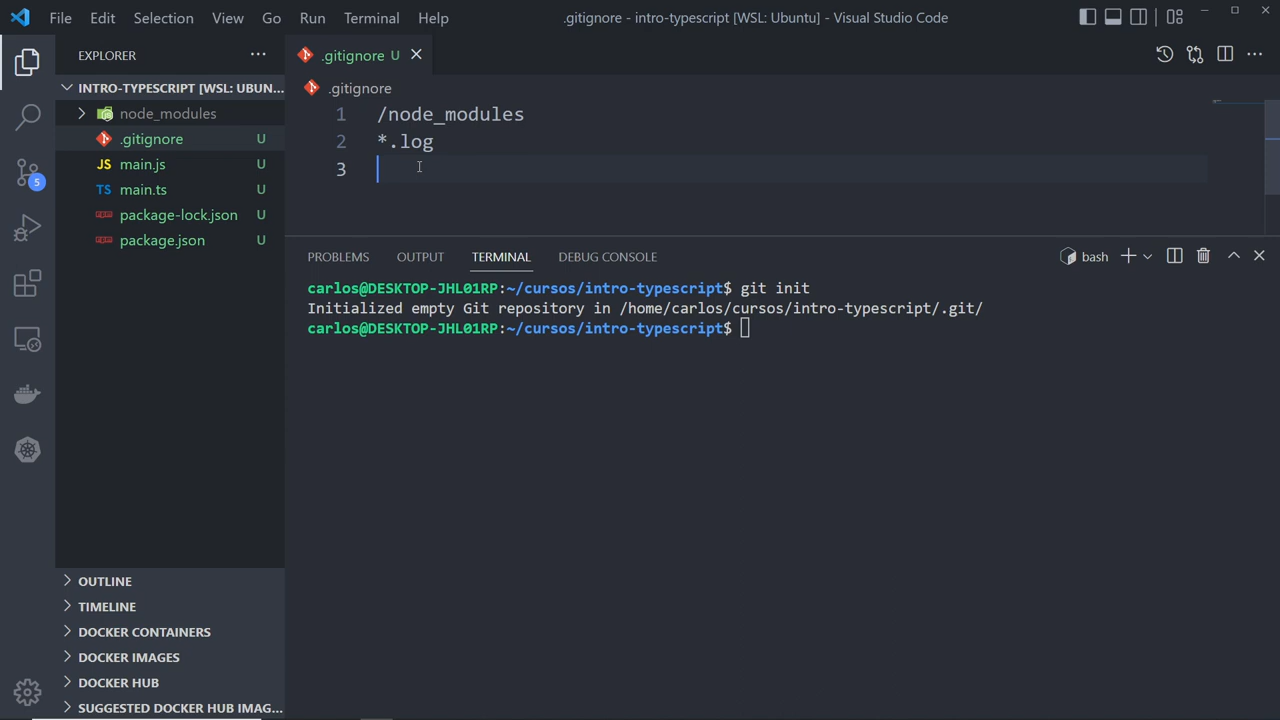 File Edit Selection View Go Run Terminal Help
.gitignore - intro-typescript [WSL: Ubuntu] - Visual Studio Code
EXPLORER
INTRO-TYPESCRIPT [WSL: UBUN...
node_modules
.gitignore U
JS main.js U
TS main.ts U
package-lock.json U
package.json U
5
OUTLINE
TIMELINE
DOCKER CONTAINERS
DOCKER IMAGES
DOCKER HUB
SUGGESTED DOCKER HUB IMAG...
.gitignore U
.gitignore
1 /node_modules
2 *.log
3
PROBLEMS OUTPUT TERMINAL DEBUG CONSOLE
bash
carlos@DESKTOP-JHL01RP:~/cursos/intro-typescript$ git init
Initialized empty Git repository in /home/carlos/cursos/intro-typescript/.git/
carlos@DESKTOP-JHL01RP:~/cursos/intro-typescript$